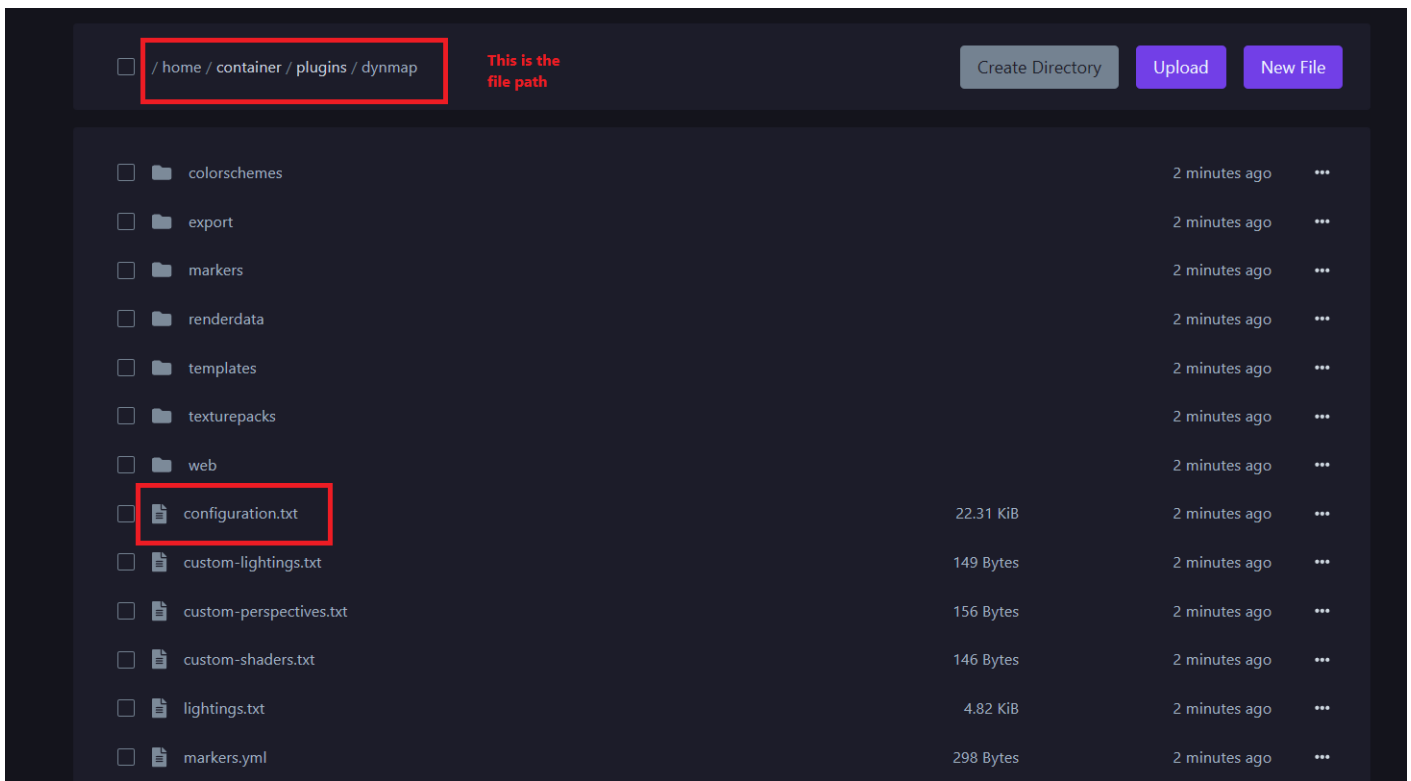 / home / container / plugins / dynmap
This is the
file path
Create Directory
Upload
New File
colorschemes 2 minutes ago •••
export 2 minutes ago •••
markers 2 minutes ago •••
renderdata 2 minutes ago •••
templates 2 minutes ago •••
texturepacks 2 minutes ago •••
web 2 minutes ago •••
configuration.txt 22.31 KiB 2 minutes ago •••
custom-lightings.txt 149 Bytes 2 minutes ago •••
custom-perspectives.txt 156 Bytes 2 minutes ago •••
custom-shaders.txt 146 Bytes 2 minutes ago •••
lightings.txt 4.82 KiB 2 minutes ago •••
markers.yml 298 Bytes 2 minutes ago •••